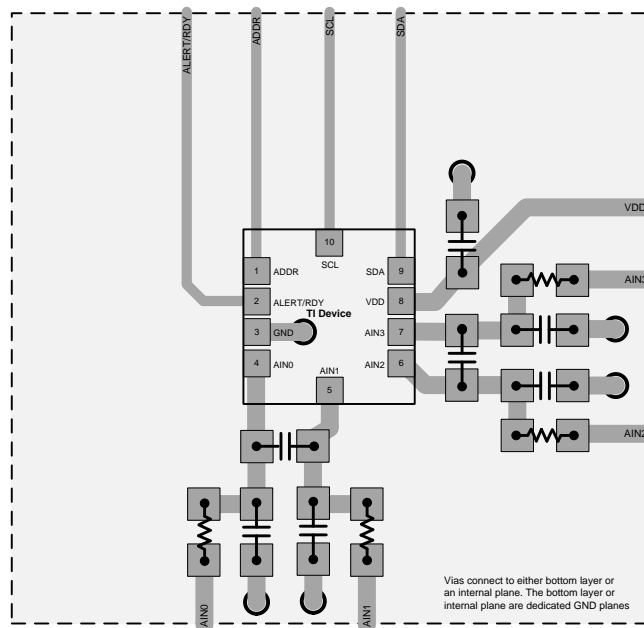 ALERT/RDY
ADDR
SCL
SDA
VDD
10
SCL
1
ADDR
SDA
9
2
ALERT/RDY
VDD
8
TI Device
3
GND
AIN3
7
4
AIN0
AIN2
6
AIN1
5
AIN3
AIN2
AIN0
AIN1
Vias connect to either bottom layer or
an internal plane. The bottom layer or
internal plane are dedicated GND planes